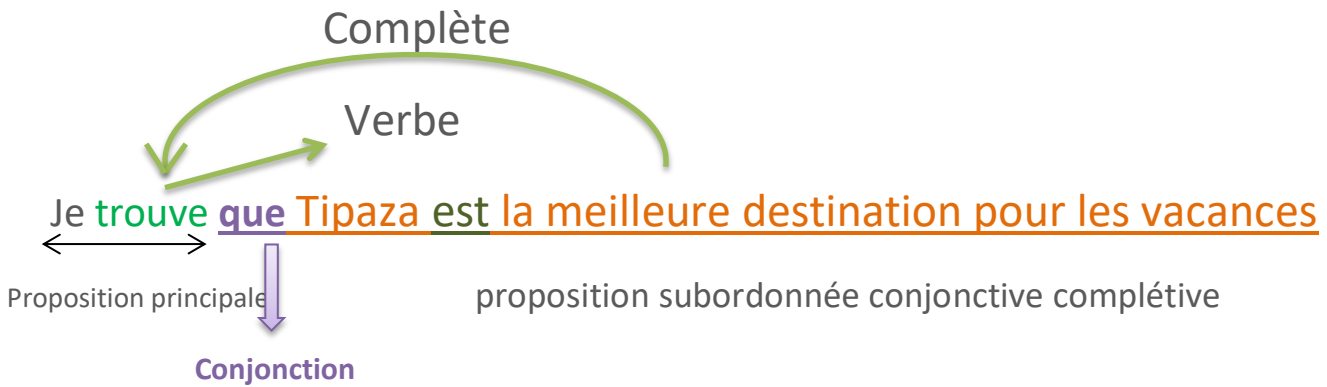 Complète
Verbe
Je trouve que Tipaza est la meilleure destination pour les vacances
Proposition principale
proposition subordonnée conjonctive complétive
Conjonction